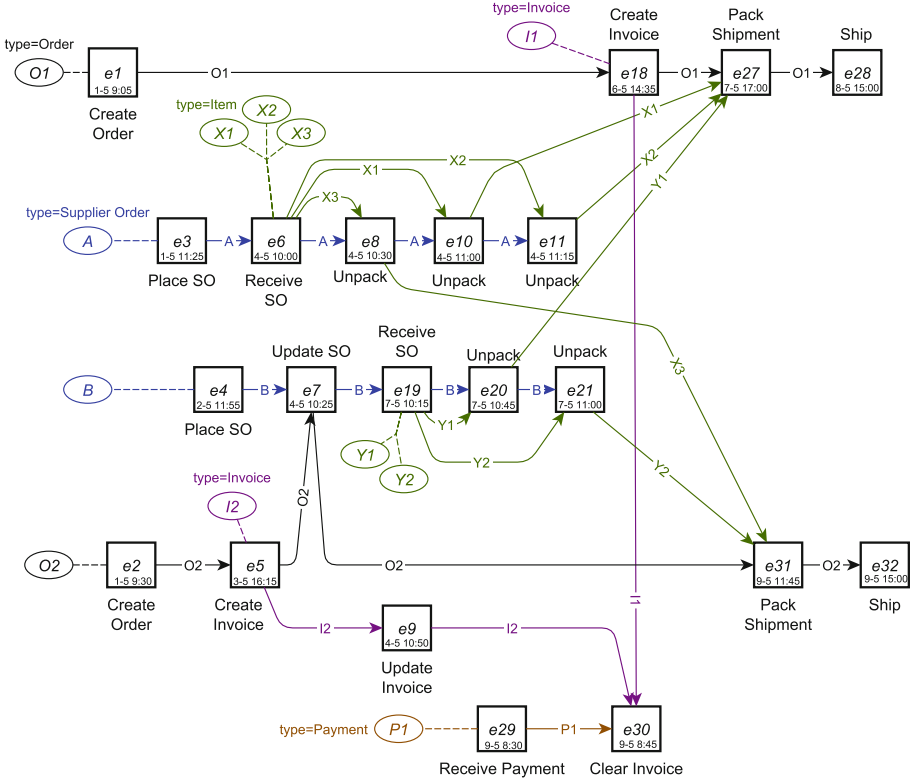 type=Invoice
Create
Invoice
Pack
Shipment
Ship
type=Order
I1
O1
e1
1-5 9:05
O1
e18
6-5 14:35
O1
e27
7-5 17:00
O1
e28
8-5 15:00
Create
Order
type=Item
X2
X1
X3
X1
X2
X1
X2
Y1
X3
type=Supplier Order
A
e3
1-5 11:25
A
e6
4-5 10:00
A
e8
4-5 10:30
A
e10
4-5 11:00
A
e11
4-5 11:15
Place SO
Receive
SO
Unpack
Unpack
Unpack
Receive
SO
Update SO
Unpack
Unpack
X3
B
e4
2-5 11:55
B
e7
4-5 10:25
B
e19
7-5 10:15
B
e20
7-5 10:45
B
e21
7-5 11:00
Place SO
Y1
Y1
Y2
Y2
Y2
type=Invoice
I2
O2
O2
e2
1-5 9:30
O2
e5
3-5 16:15
O2
e31
9-5 11:45
O2
e32
9-5 15:00
Create
Order
Create
Invoice
Pack
Shipment
Ship
I1
I2
e9
4-5 10:50
I2
Update
Invoice
type=Payment
P1
e29
9-5 8:30
P1
e30
9-5 8:45
Receive Payment
Clear Invoice